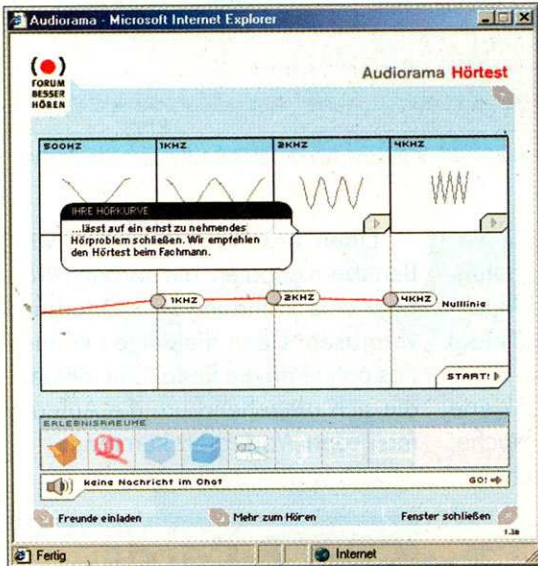 Audiorama - Microsoft Internet Explorer
FORUM
BESSER
HÖREN
Audiorama Hörtest
500HZ 1KHZ 2KHZ 4KHZ
IHRE HÖRKURVE
...lässt auf ein ernst zu nehmendes
Hörproblem schließen. Wir empfehlen
den Hörtest beim Fachmann.
1KHZ 2KHZ 4KHZ Nulllinie
START!
ERLEBNISRAEUME
keine Nachricht im Chat GO!
Freunde einladen Mehr zum Hören Fenster schließen
1.38
Fertig Internet